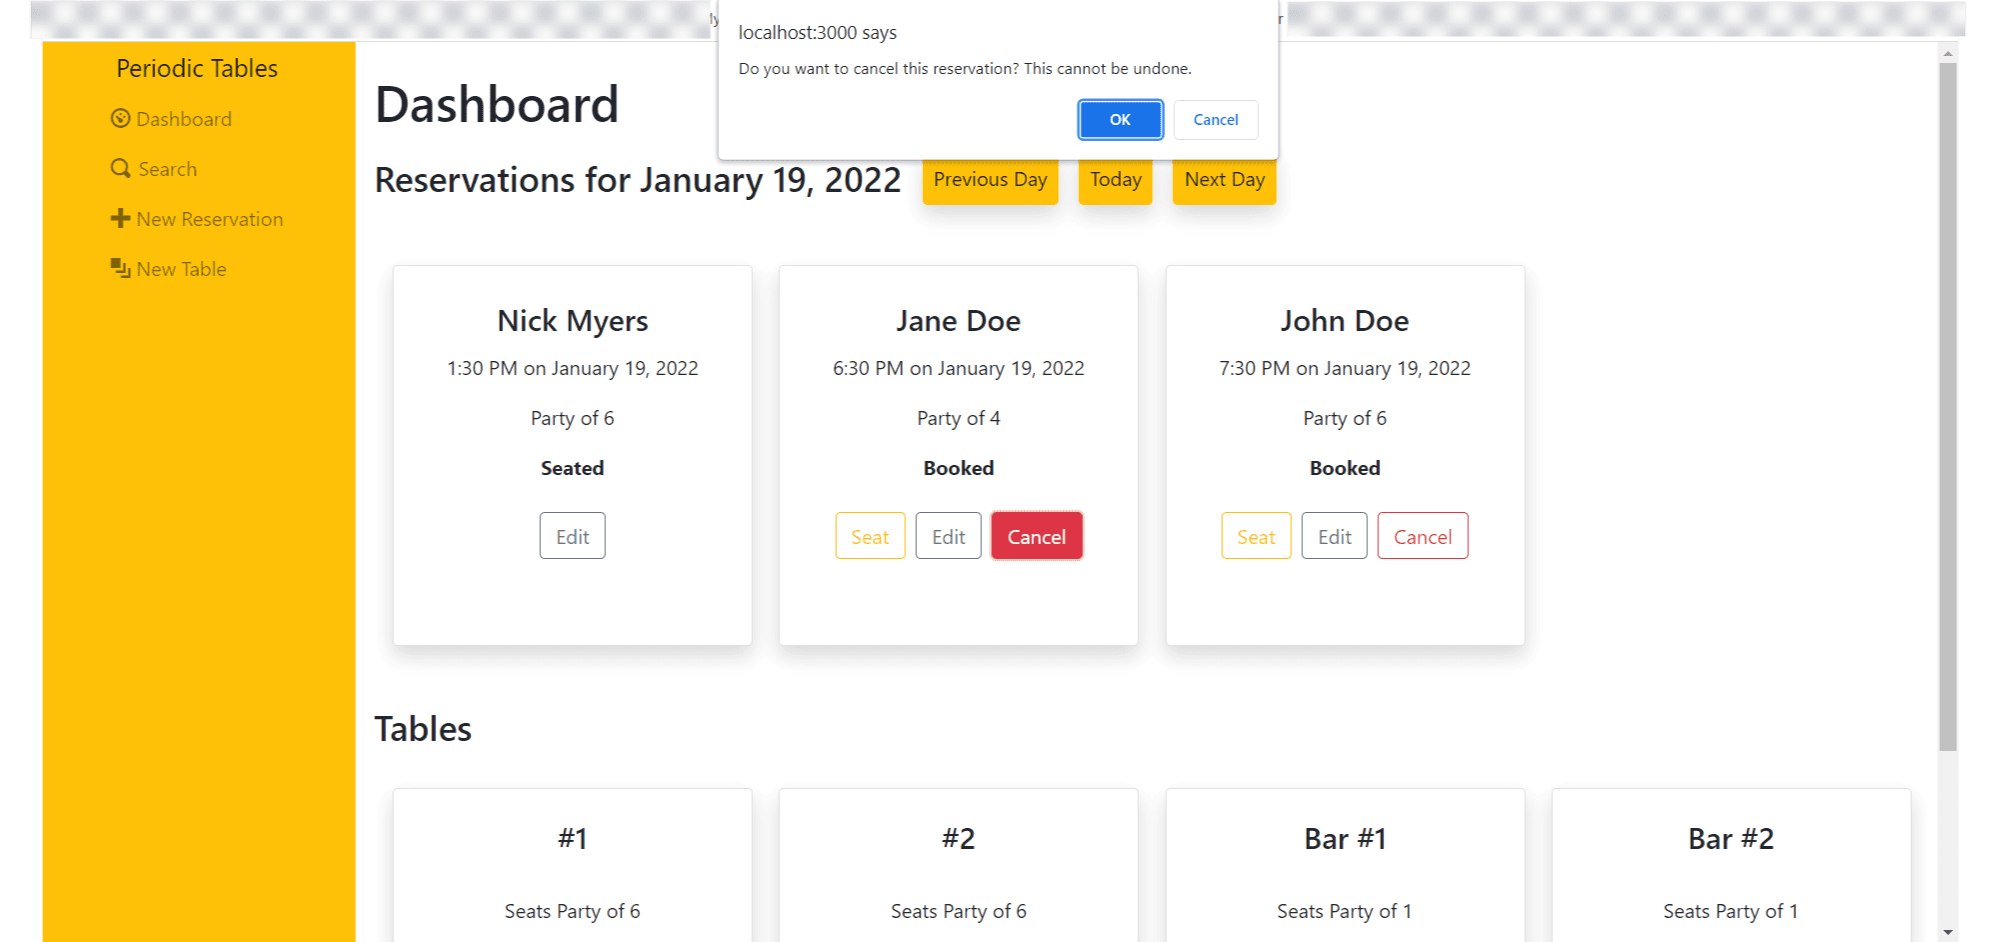 localhost:3000 says
Do you want to cancel this reservation? This cannot be undone.
OK
Cancel
Periodic Tables
Dashboard
Search
New Reservation
New Table
Dashboard
Reservations for January 19, 2022
Previous Day
Today
Next Day
Nick Myers
1:30 PM on January 19, 2022
Party of 6
Seated
Edit
Jane Doe
6:30 PM on January 19, 2022
Party of 4
Booked
Seat
Edit
Cancel
John Doe
7:30 PM on January 19, 2022
Party of 6
Booked
Seat
Edit
Cancel
Tables
#1
Seats Party of 6
#2
Seats Party of 6
Bar #1
Seats Party of 1
Bar #2
Seats Party of 1